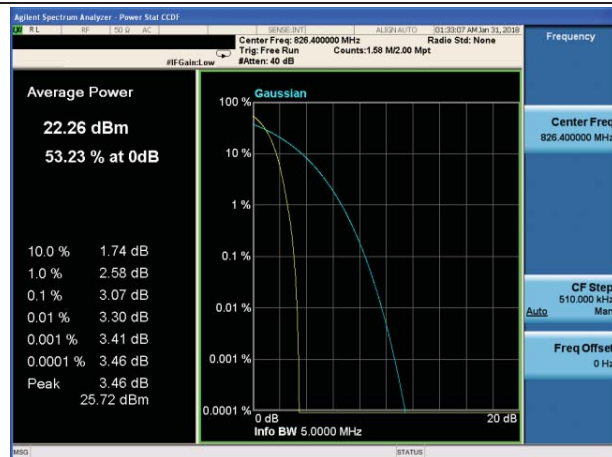 Agilent Spectrum Analyzer - Power Stat CCDF
RL RF 50 Ω AC SENSE:INT ALIGN AUTO 01:33:07 AM Jan 31, 2018
Center Freq: 826.400000 MHz Radio Std: None
Trig: Free Run Counts:1.58 M/2.00 Mpt
#IFGain:Low #Atten: 40 dB
Frequency
Average Power
22.26 dBm
53.23 % at 0dB
10.0 % 1.74 dB
1.0 % 2.58 dB
0.1 % 3.07 dB
0.01 % 3.30 dB
0.001 % 3.41 dB
0.0001 % 3.46 dB
Peak 3.46 dB
25.72 dBm
Gaussian
100 %
10 %
1 %
0.1 %
0.01 %
0.001 %
0.0001 %
0 dB 20 dB
Info BW 5.0000 MHz
Center Freq
826.400000 MHz
CF Step
510.000 kHz
Auto Man
Freq Offset
0 Hz
MSG STATUS